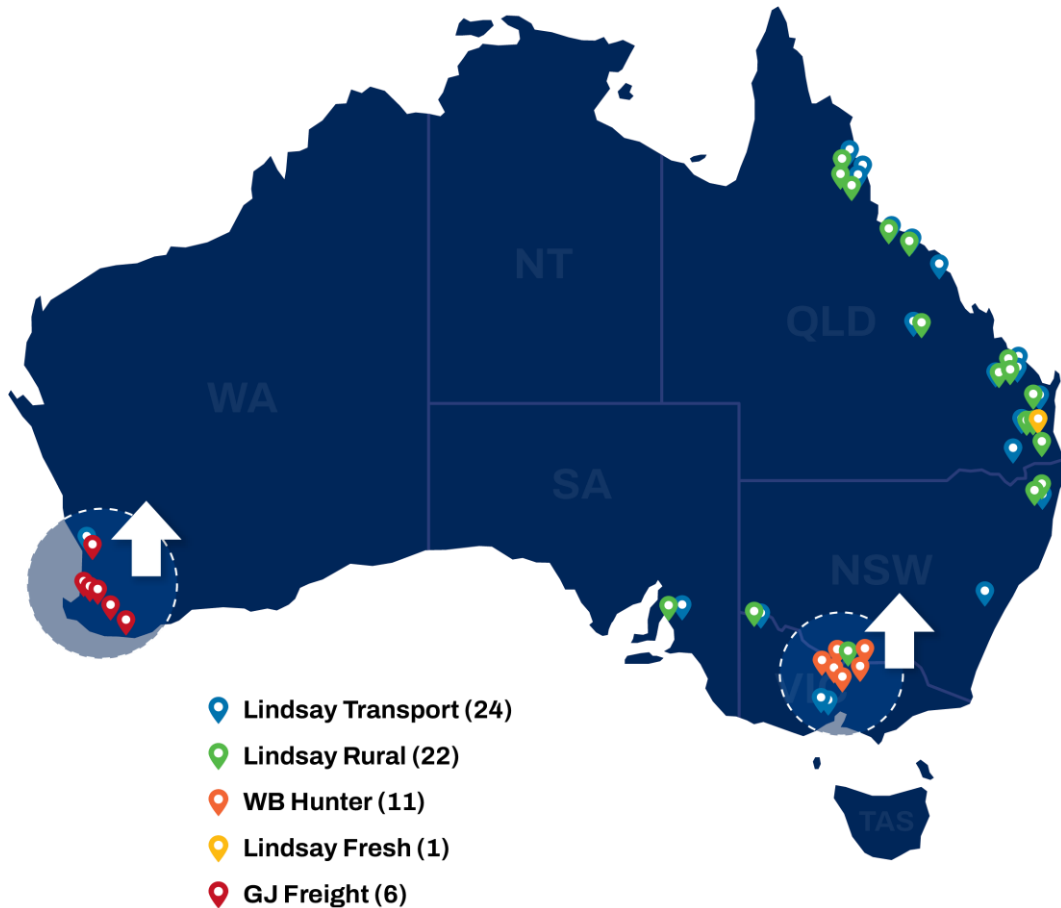 NT
QLD
WA
SA
NSW
VIC
Lindsay Transport (24)
Lindsay Rural (22)
WB Hunter (11)
Lindsay Fresh (1)
TAS
GJ Freight (6)